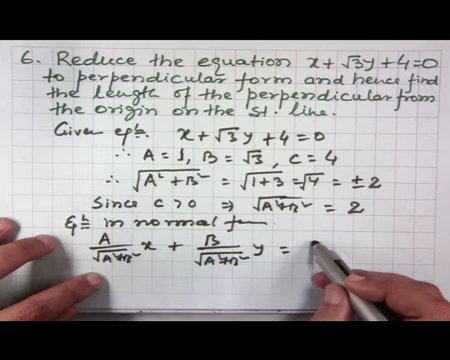 6. Reduce the equation x + √3y + 4 = 0
to perpendicular form and hence find
the length of the perpendicular from
the origin on the st. line.
Given eqⁿ. x + √3 y + 4 = 0
∴ A = 1, B = √3, C = 4
∴ √A² + B² = √1 + 3 = √4 = ± 2
Since C > 0 ⇒ √A² + B² = 2
Eqⁿ in normal form
A/√A² + B² x + B/√A² + B² y =